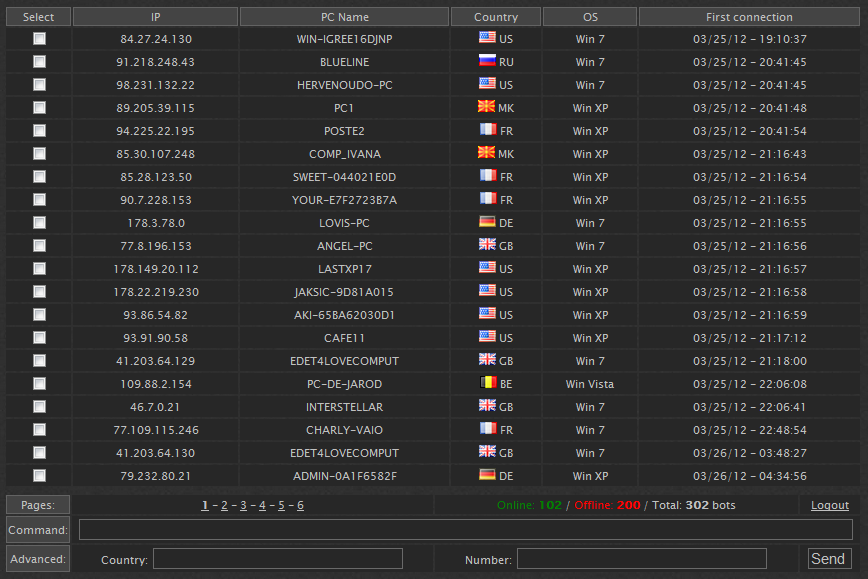 Select IP PC Name Country OS First connection
84.27.24.130 WIN-IGREE16DJNP US Win 7 03/25/12 - 19:10:37
91.218.248.43 BLUELINE RU Win 7 03/25/12 - 20:41:45
98.231.132.22 HERVENOUDO-PC US Win 7 03/25/12 - 20:41:45
89.205.39.115 PC1 MK Win XP 03/25/12 - 20:41:48
94.225.22.195 POSTE2 FR Win XP 03/25/12 - 20:41:54
85.30.107.248 COMP_IVANA MK Win XP 03/25/12 - 21:16:43
85.28.123.50 SWEET-044021E0D FR Win XP 03/25/12 - 21:16:54
90.7.228.153 YOUR-E7F2723B7A FR Win XP 03/25/12 - 21:16:55
178.3.78.0 LOVIS-PC DE Win 7 03/25/12 - 21:16:55
77.8.196.153 ANGEL-PC GB Win 7 03/25/12 - 21:16:56
178.149.20.112 LASTXP17 US Win XP 03/25/12 - 21:16:57
178.22.219.230 JAKSIC-9D81A015 US Win XP 03/25/12 - 21:16:58
93.86.54.82 AKI-65BA62030D1 US Win XP 03/25/12 - 21:16:59
93.91.90.58 CAFE11 US Win XP 03/25/12 - 21:17:12
41.203.64.129 EDET4LOVECOMPUT GB Win 7 03/25/12 - 21:18:00
109.88.2.154 PC-DE-JAROD BE Win Vista 03/25/12 - 22:06:08
46.7.0.21 INTERSTELLAR GB Win 7 03/25/12 - 22:06:41
77.109.115.246 CHARLY-VAIO FR Win 7 03/25/12 - 22:48:54
41.203.64.130 EDET4LOVECOMPUT GB Win 7 03/26/12 - 03:48:27
79.232.80.21 ADMIN-0A1F6582F DE Win XP 03/26/12 - 04:34:56
Pages: 1 - 2 - 3 - 4 - 5 - 6 Online: 102 / Offline: 200 / Total: 302 bots Logout
Command:
Advanced: Country: Number: Send